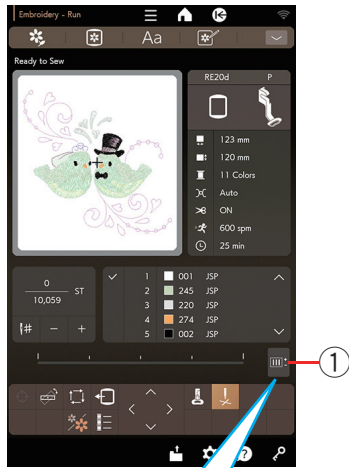 Embroidery - Run
Aa
Ready to Sew
RE20d P
123 mm
120 mm
11 Colors
Auto
ON
600 spm
25 min
0
10,059
ST
1 001 JSP
2 245 JSP
3 220 JSP
4 274 JSP
5 002 JSP
# − +
1
?